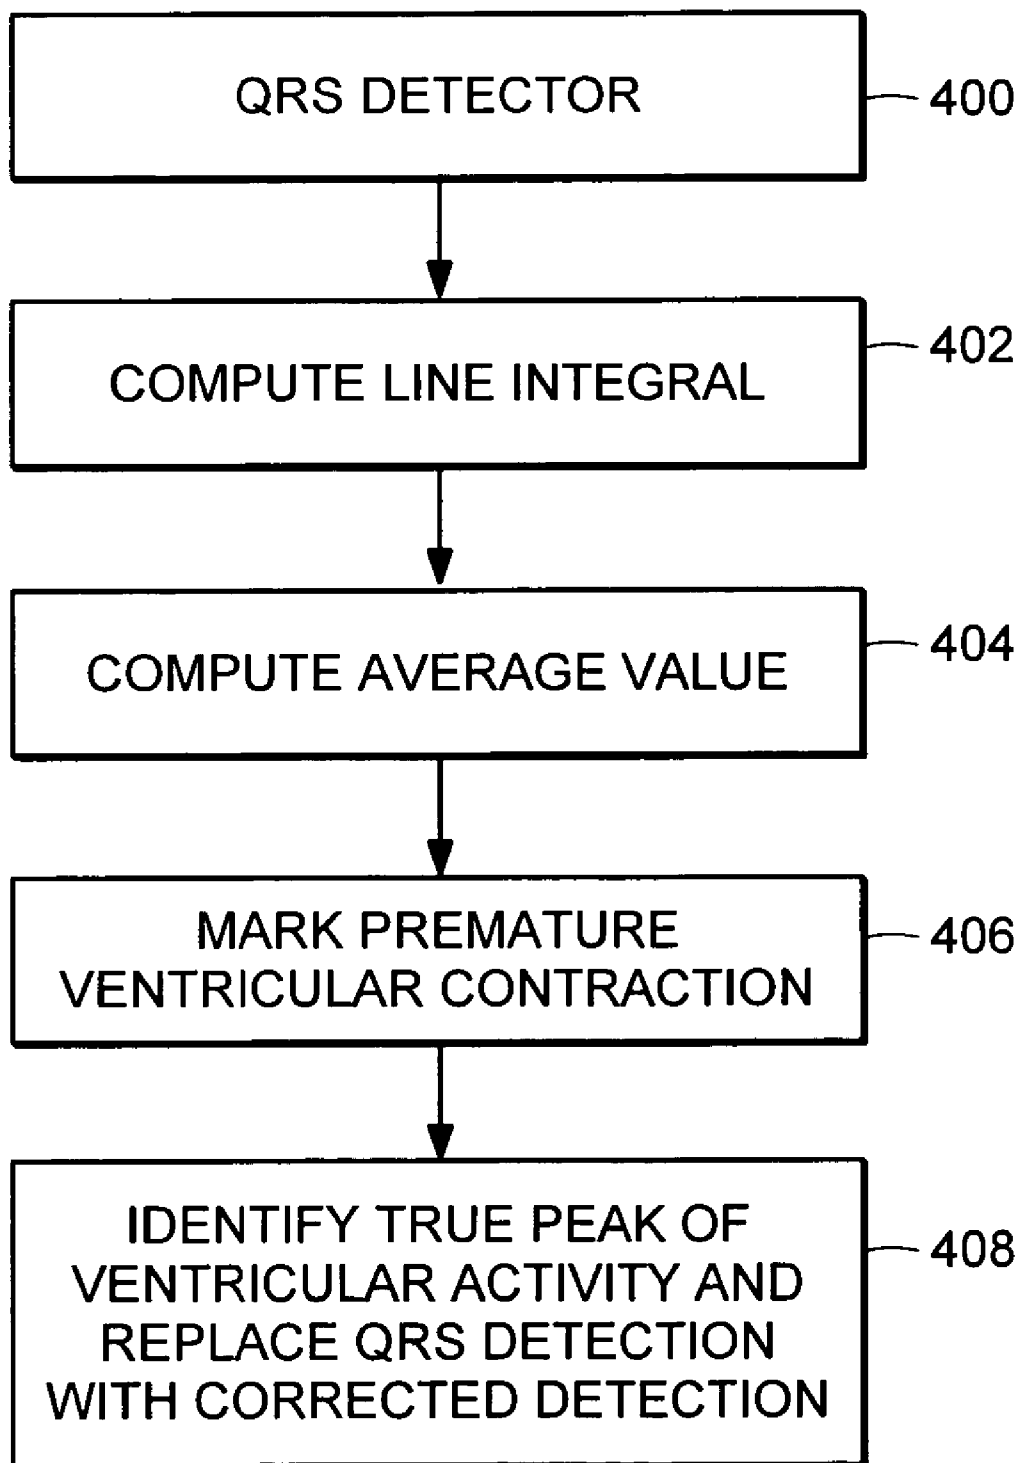 QRS DETECTOR
400
COMPUTE LINE INTEGRAL
402
COMPUTE AVERAGE VALUE
404
MARK PREMATURE
VENTRICULAR CONTRACTION
406
IDENTIFY TRUE PEAK OF
VENTRICULAR ACTIVITY AND
REPLACE QRS DETECTION
WITH CORRECTED DETECTION
408